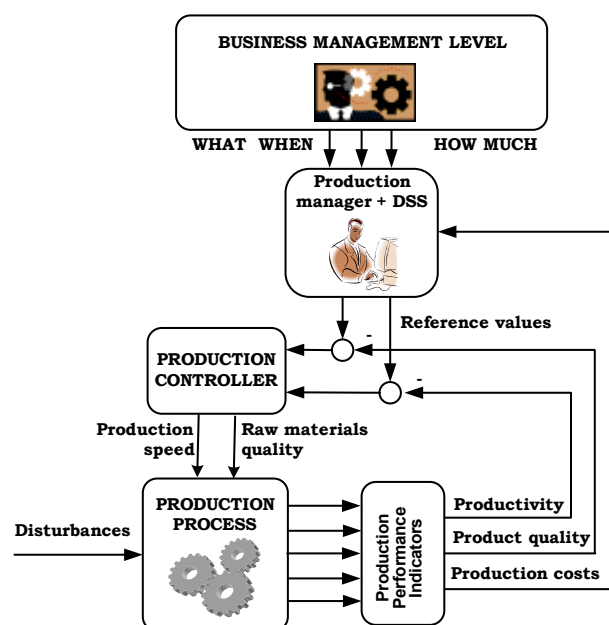 BUSINESS MANAGEMENT LEVEL
WHAT WHEN
HOW MUCH
Production
manager + DSS
Reference values
-
-
PRODUCTION
CONTROLLER
Production
speed
Raw materials
quality
PRODUCTION
PROCESS
Disturbances
Production
Performance
Indicators
Productivity
Product quality
Production costs